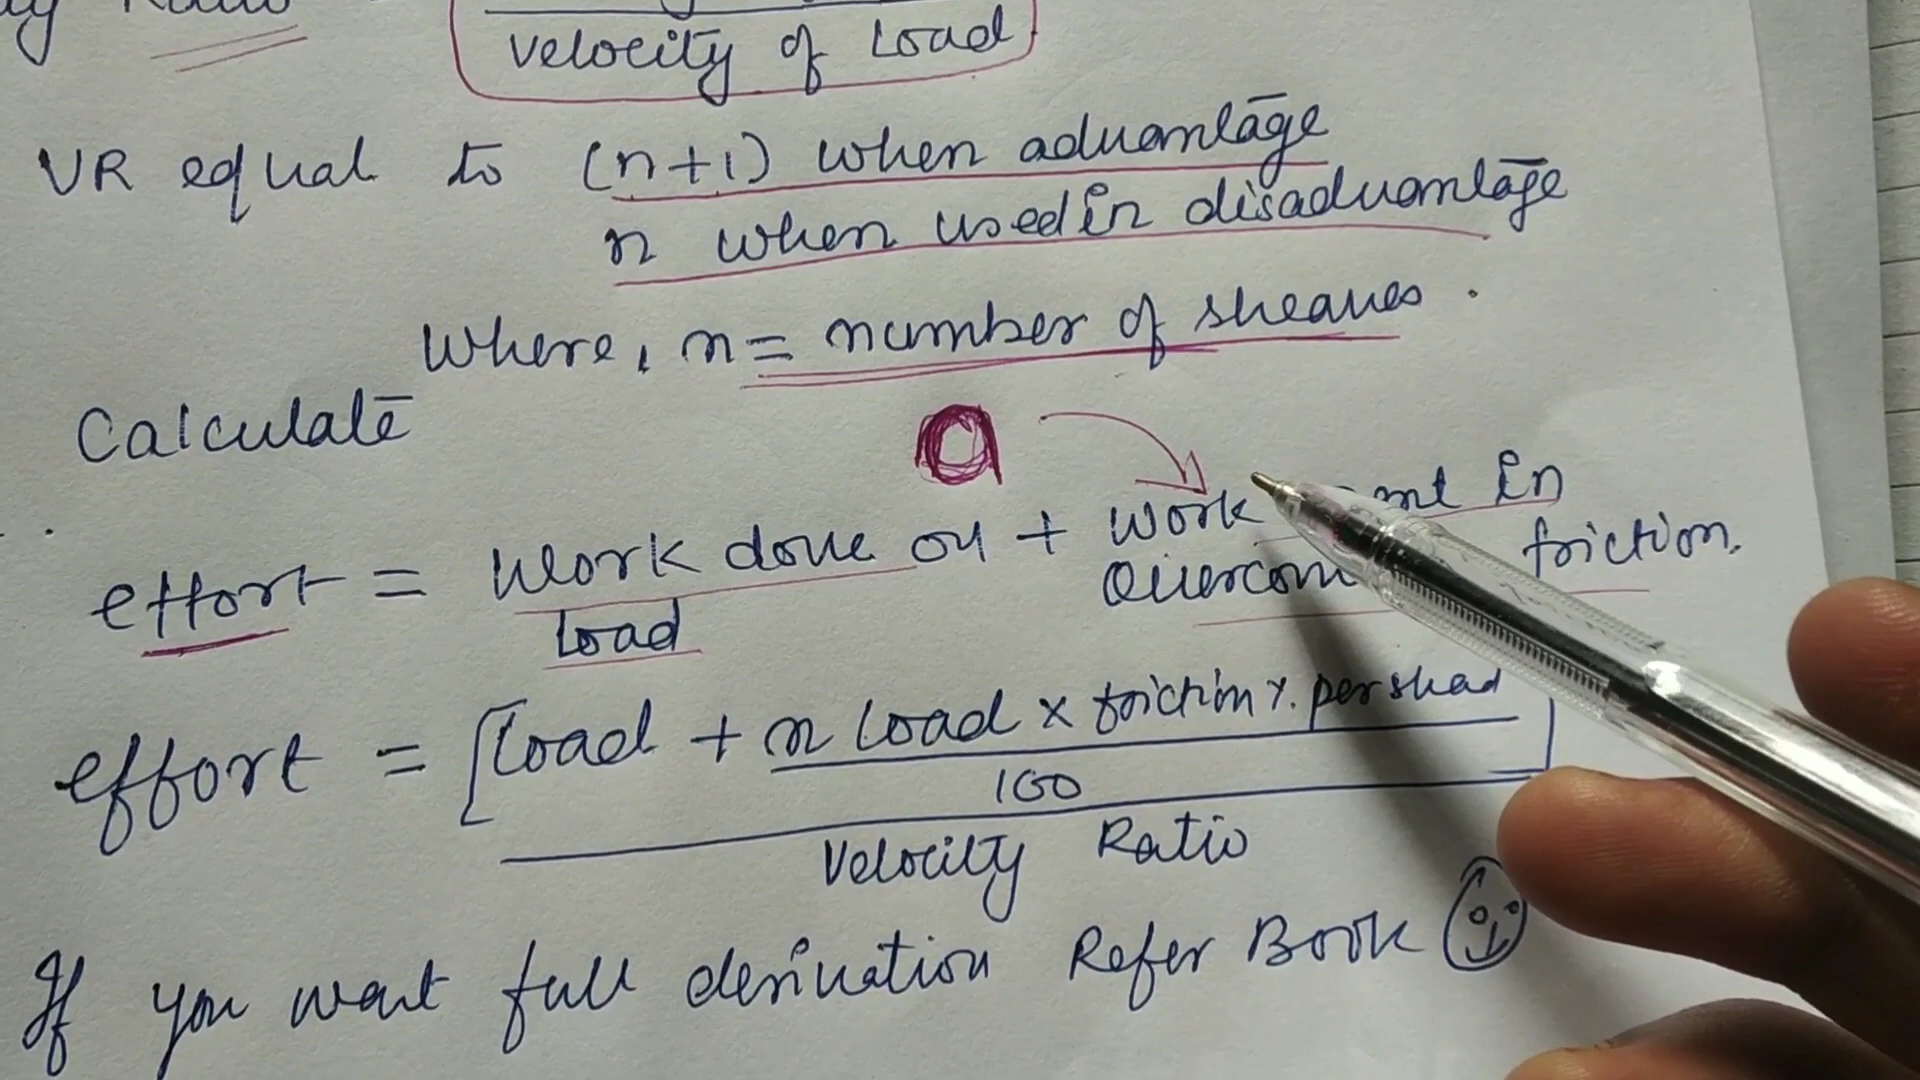 Ratio
Velocity of Load
VR equal to (n+1) when advantage
n when used in disadvantage
Where, n = number of sheaves.
Calculate
effort = Work done on + Work in
Load friction.
effort = [Load + n Load x friction %. per shead]
100
Velocity Ratio
If you want full derivation Refer Book